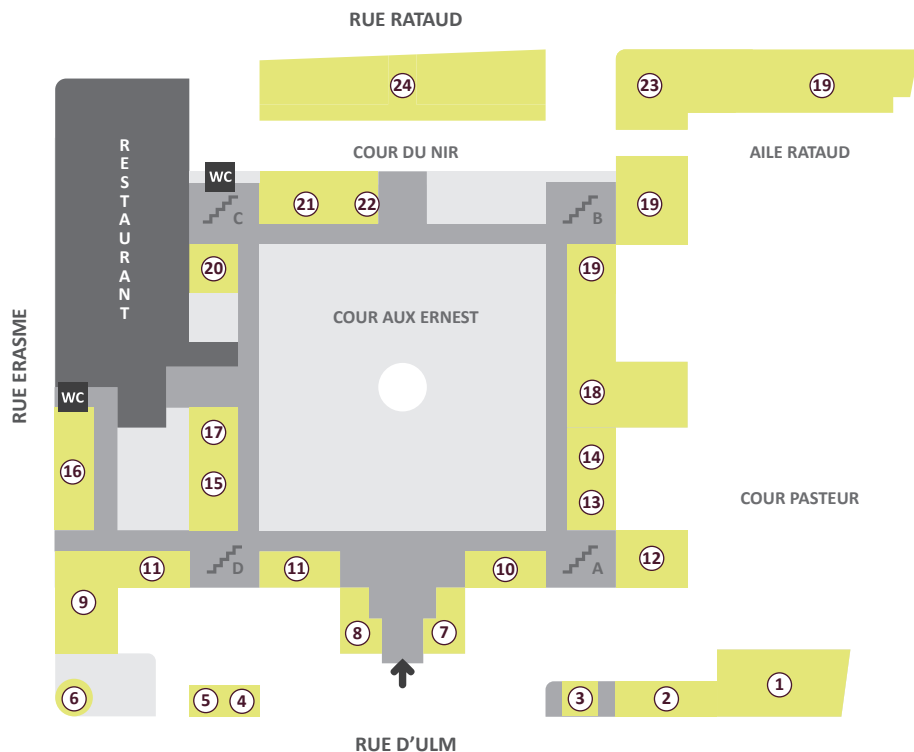 RUE RATAUD
24
23
19
RESTAURANT
COUR DU NIR
AILE RATAUD
WC
C
21
22
B
19
20
19
RUE ERASME
COUR AUX ERNEST
18
WC
17
14
16
15
13
COUR PASTEUR
11
D
11
10
A
12
9
8
7
6
5
4
3
2
1
RUE D'ULM